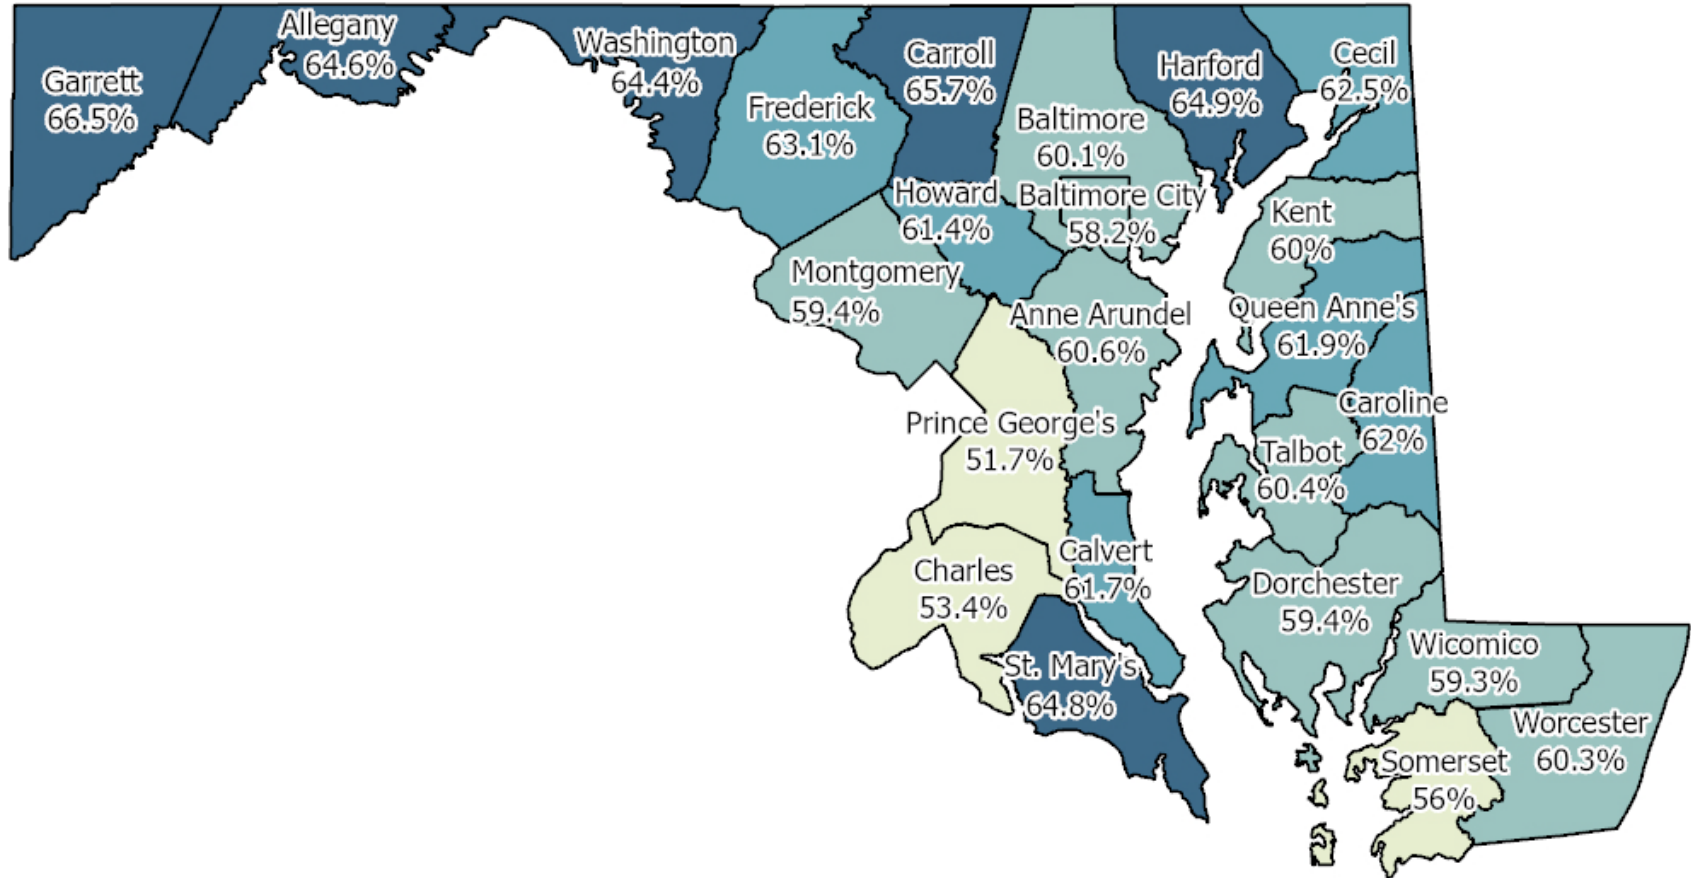 Allegany
64.6%
Garrett
66.5%
Washington
64.4%
Frederick
63.1%
Carroll
65.7%
Harford
64.9%
Cecil
62.5%
Baltimore
60.1%
Baltimore City
58.2%
Howard
61.4%
Kent
60%
Montgomery
59.4%
Anne Arundel
60.6%
Queen Anne's
61.9%
Prince George's
51.7%
Caroline
62%
Talbot
60.4%
Charles
53.4%
Calvert
61.7%
Dorchester
59.4%
St. Mary's
64.8%
Wicomico
59.3%
Worcester
60.3%
Somerset
56%